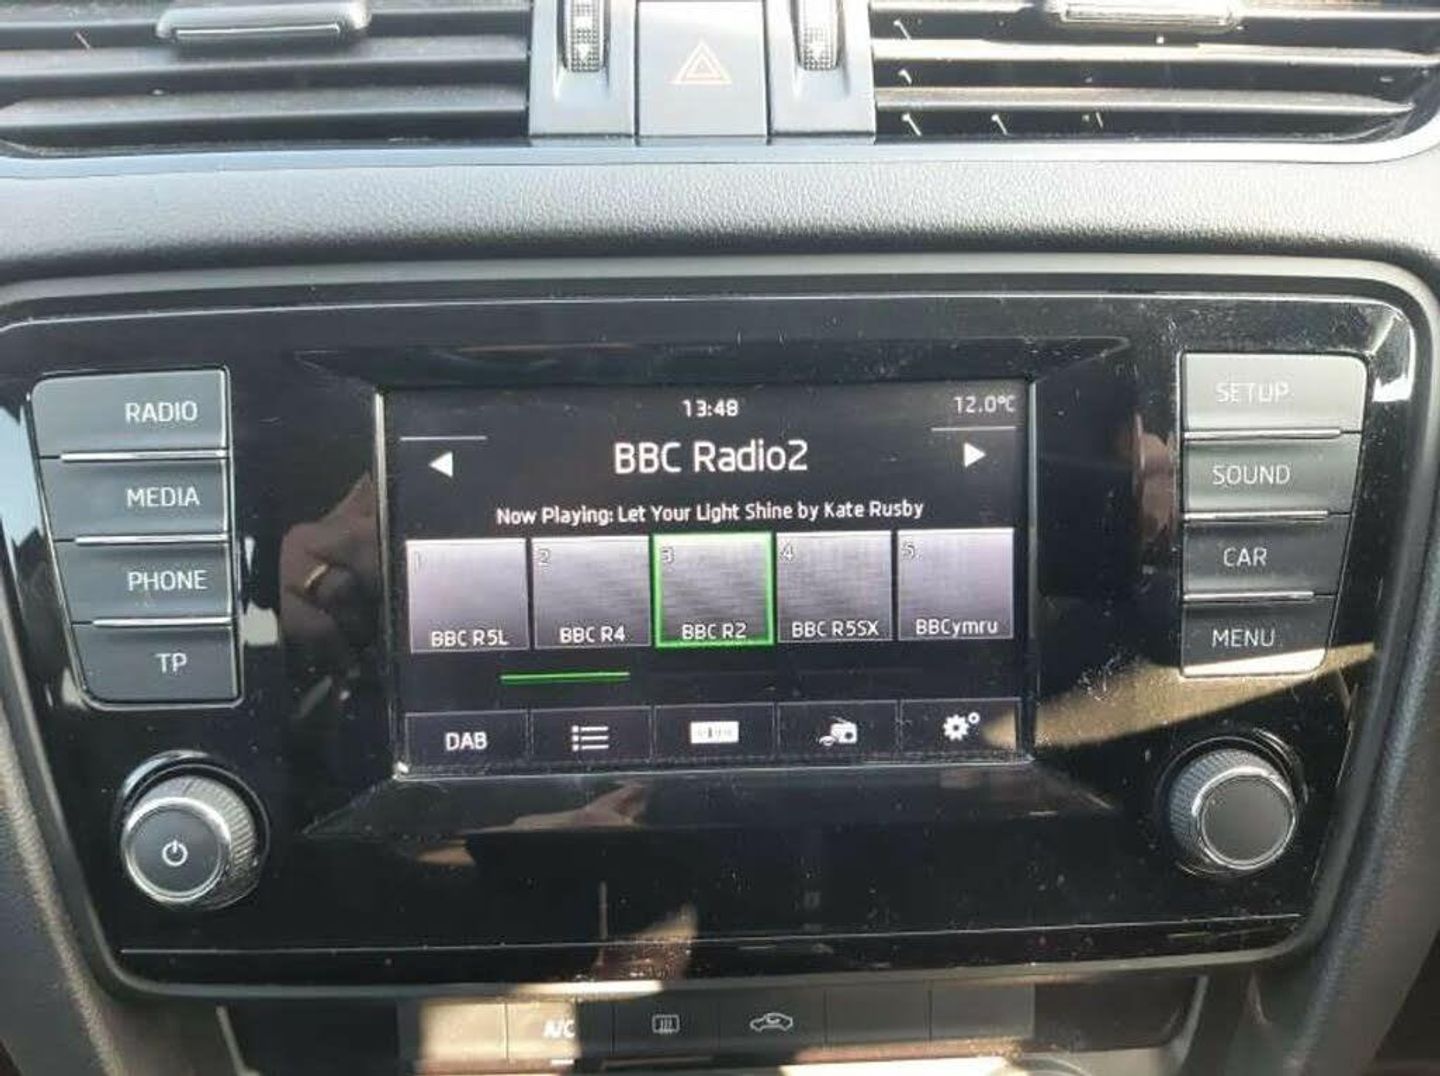 13:48
12.0°C
BBC Radio2
Now Playing: Let Your Light Shine by Kate Rusby
1
2
3
4
5
BBC R5L
BBC R4
BBC R2
BBC R5SX
BBCymru
DAB
RADIO
MEDIA
PHONE
TP
SETUP
SOUND
CAR
MENU
A/C